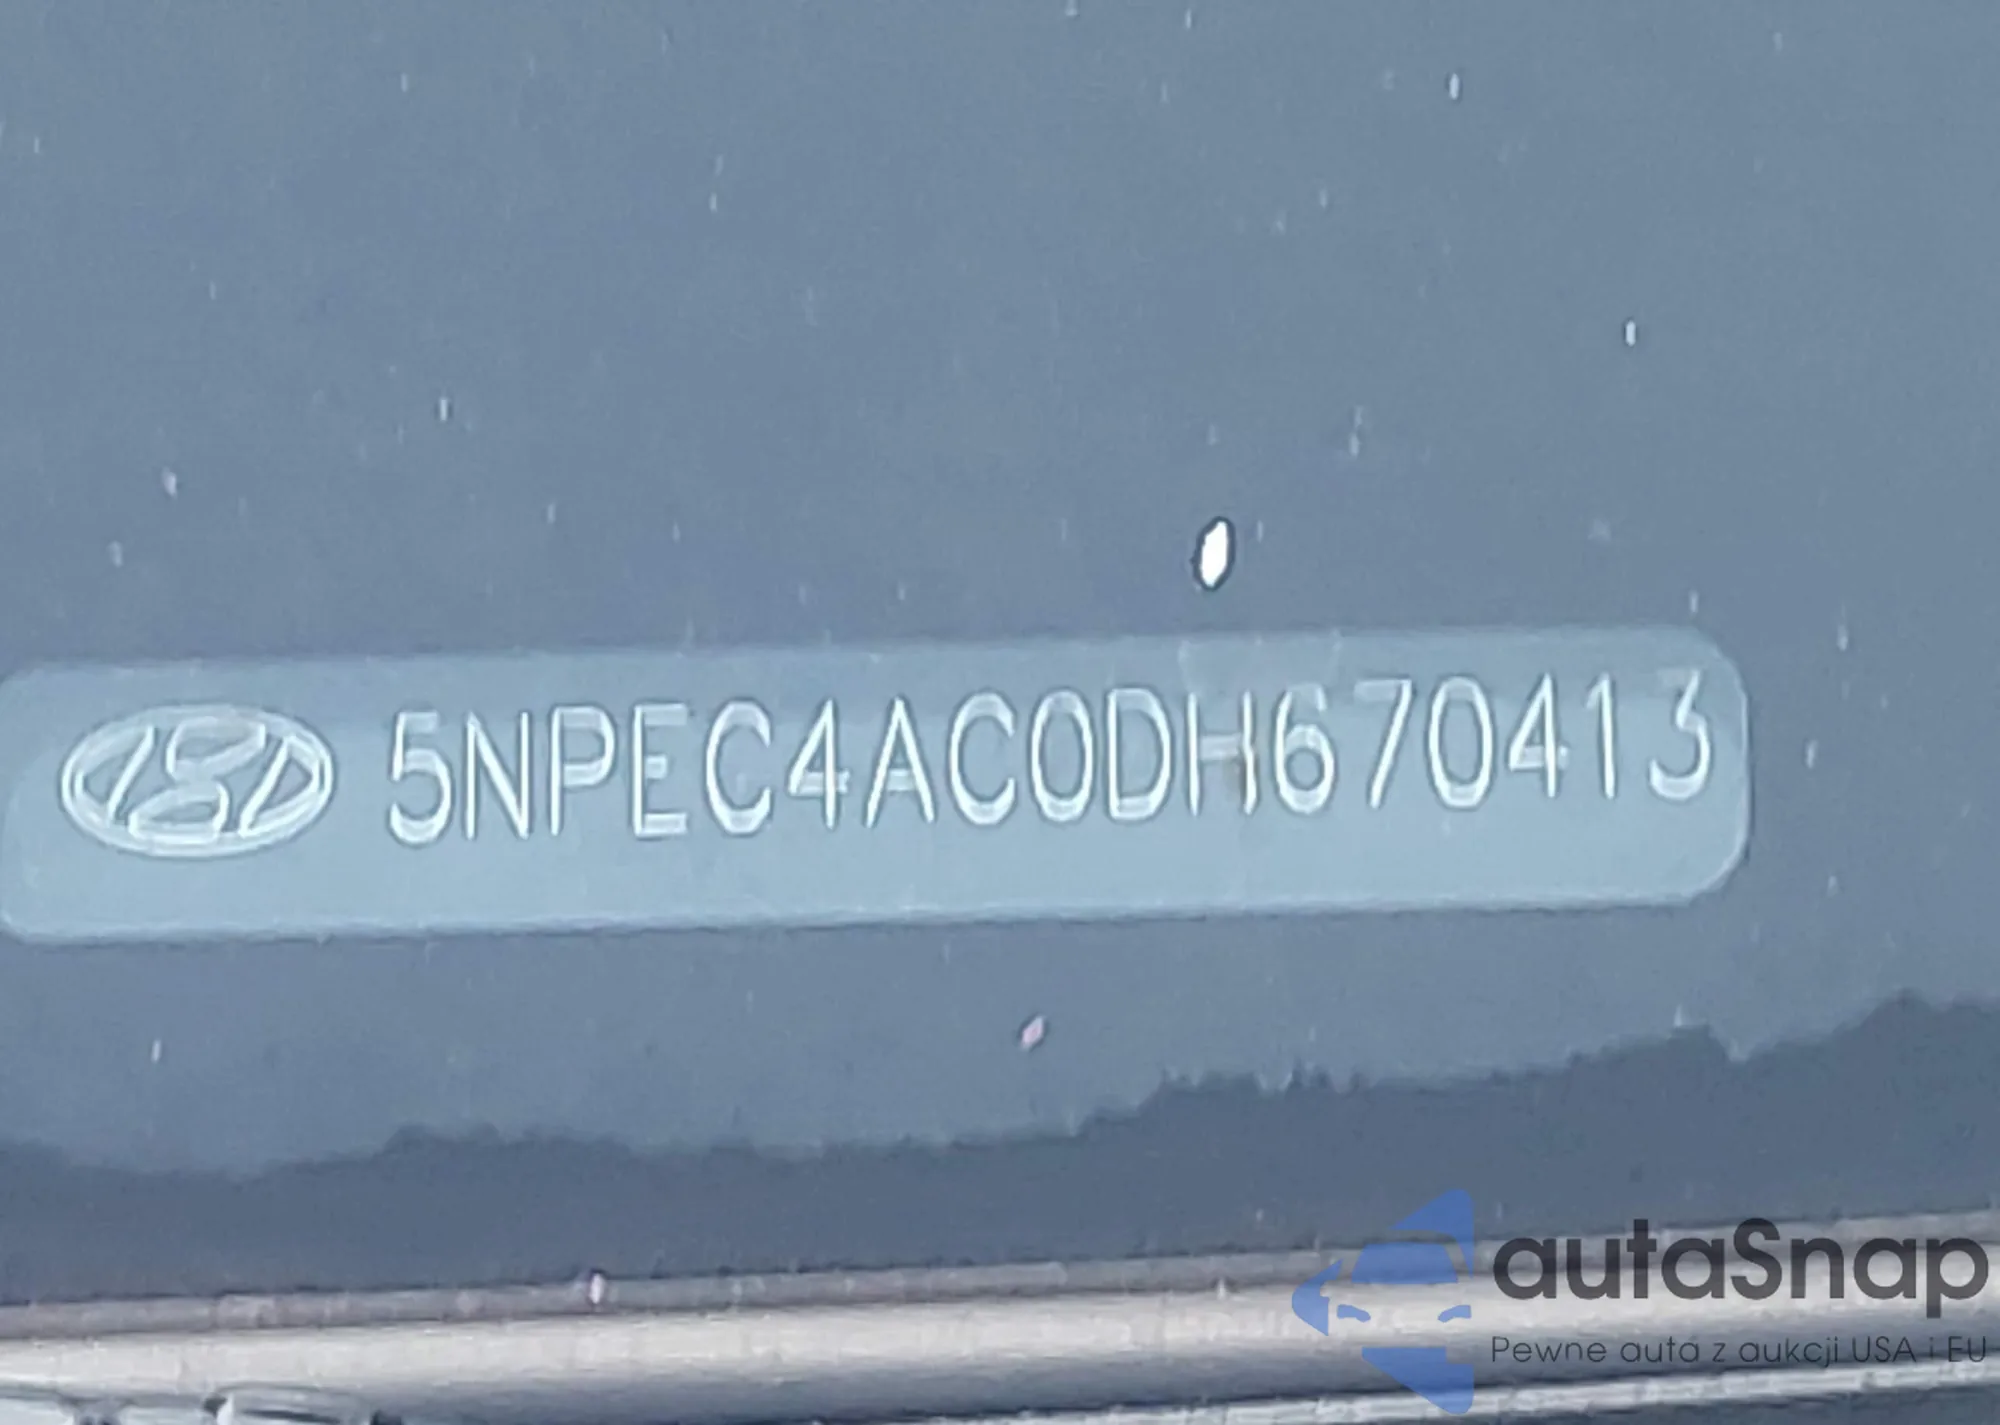 5NPEC4AC0DH670413
autaSnap
Pewne auta z aukcji USA i EU